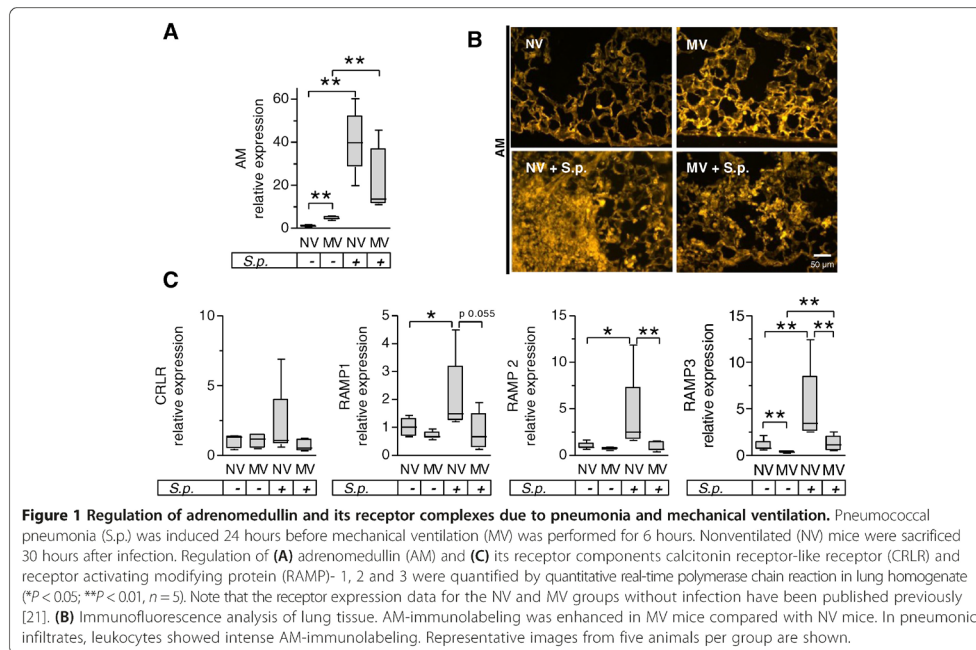 A
**
**
**
60
40
20
0
AM
relative expression
NV MV NV MV
S.p. - - + +
B
AM
NV
MV
NV + S.p.
MV + S.p.
50 µm
C
10
5
0
CRLR
relative expression
NV MV NV MV
S.p. - - + +
5
4
3
2
1
0
RAMP1
relative expression
*
p 0.055
NV MV NV MV
S.p. - - + +
15
10
5
0
RAMP 2
relative expression
*
**
NV MV NV MV
S.p. - - + +
15
10
5
0
RAMP3
relative expression
**
**
**
**
NV MV NV MV
S.p. - - + +
Figure 1 Regulation of adrenomedullin and its receptor complexes due to pneumonia and mechanical ventilation. Pneumococcal
pneumonia (S.p.) was induced 24 hours before mechanical ventilation (MV) was performed for 6 hours. Nonventilated (NV) mice were sacrificed
30 hours after infection. Regulation of (A) adrenomedullin (AM) and (C) its receptor components calcitonin receptor-like receptor (CRLR) and
receptor activating modifying protein (RAMP)- 1, 2 and 3 were quantified by quantitative real-time polymerase chain reaction in lung homogenate
(*P < 0.05; **P < 0.01, n = 5). Note that the receptor expression data for the NV and MV groups without infection have been published previously
[21]. (B) Immunofluorescence analysis of lung tissue. AM-immunolabeling was enhanced in MV mice compared with NV mice. In pneumonic
infiltrates, leukocytes showed intense AM-immunolabeling. Representative images from five animals per group are shown.